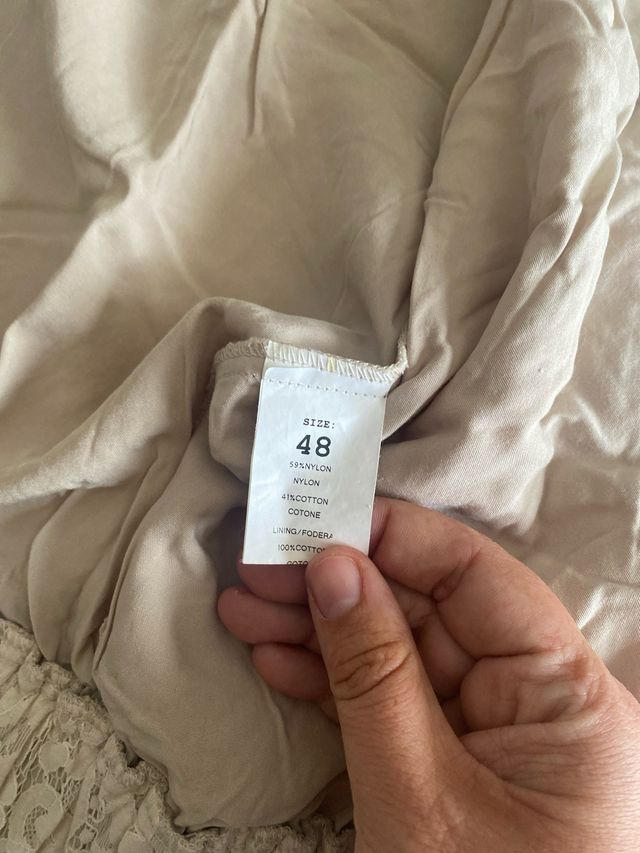 SIZE:
48
59%NYLON
NYLON
41%COTTON
COTONE
LINING/FODERA
100%COTTON